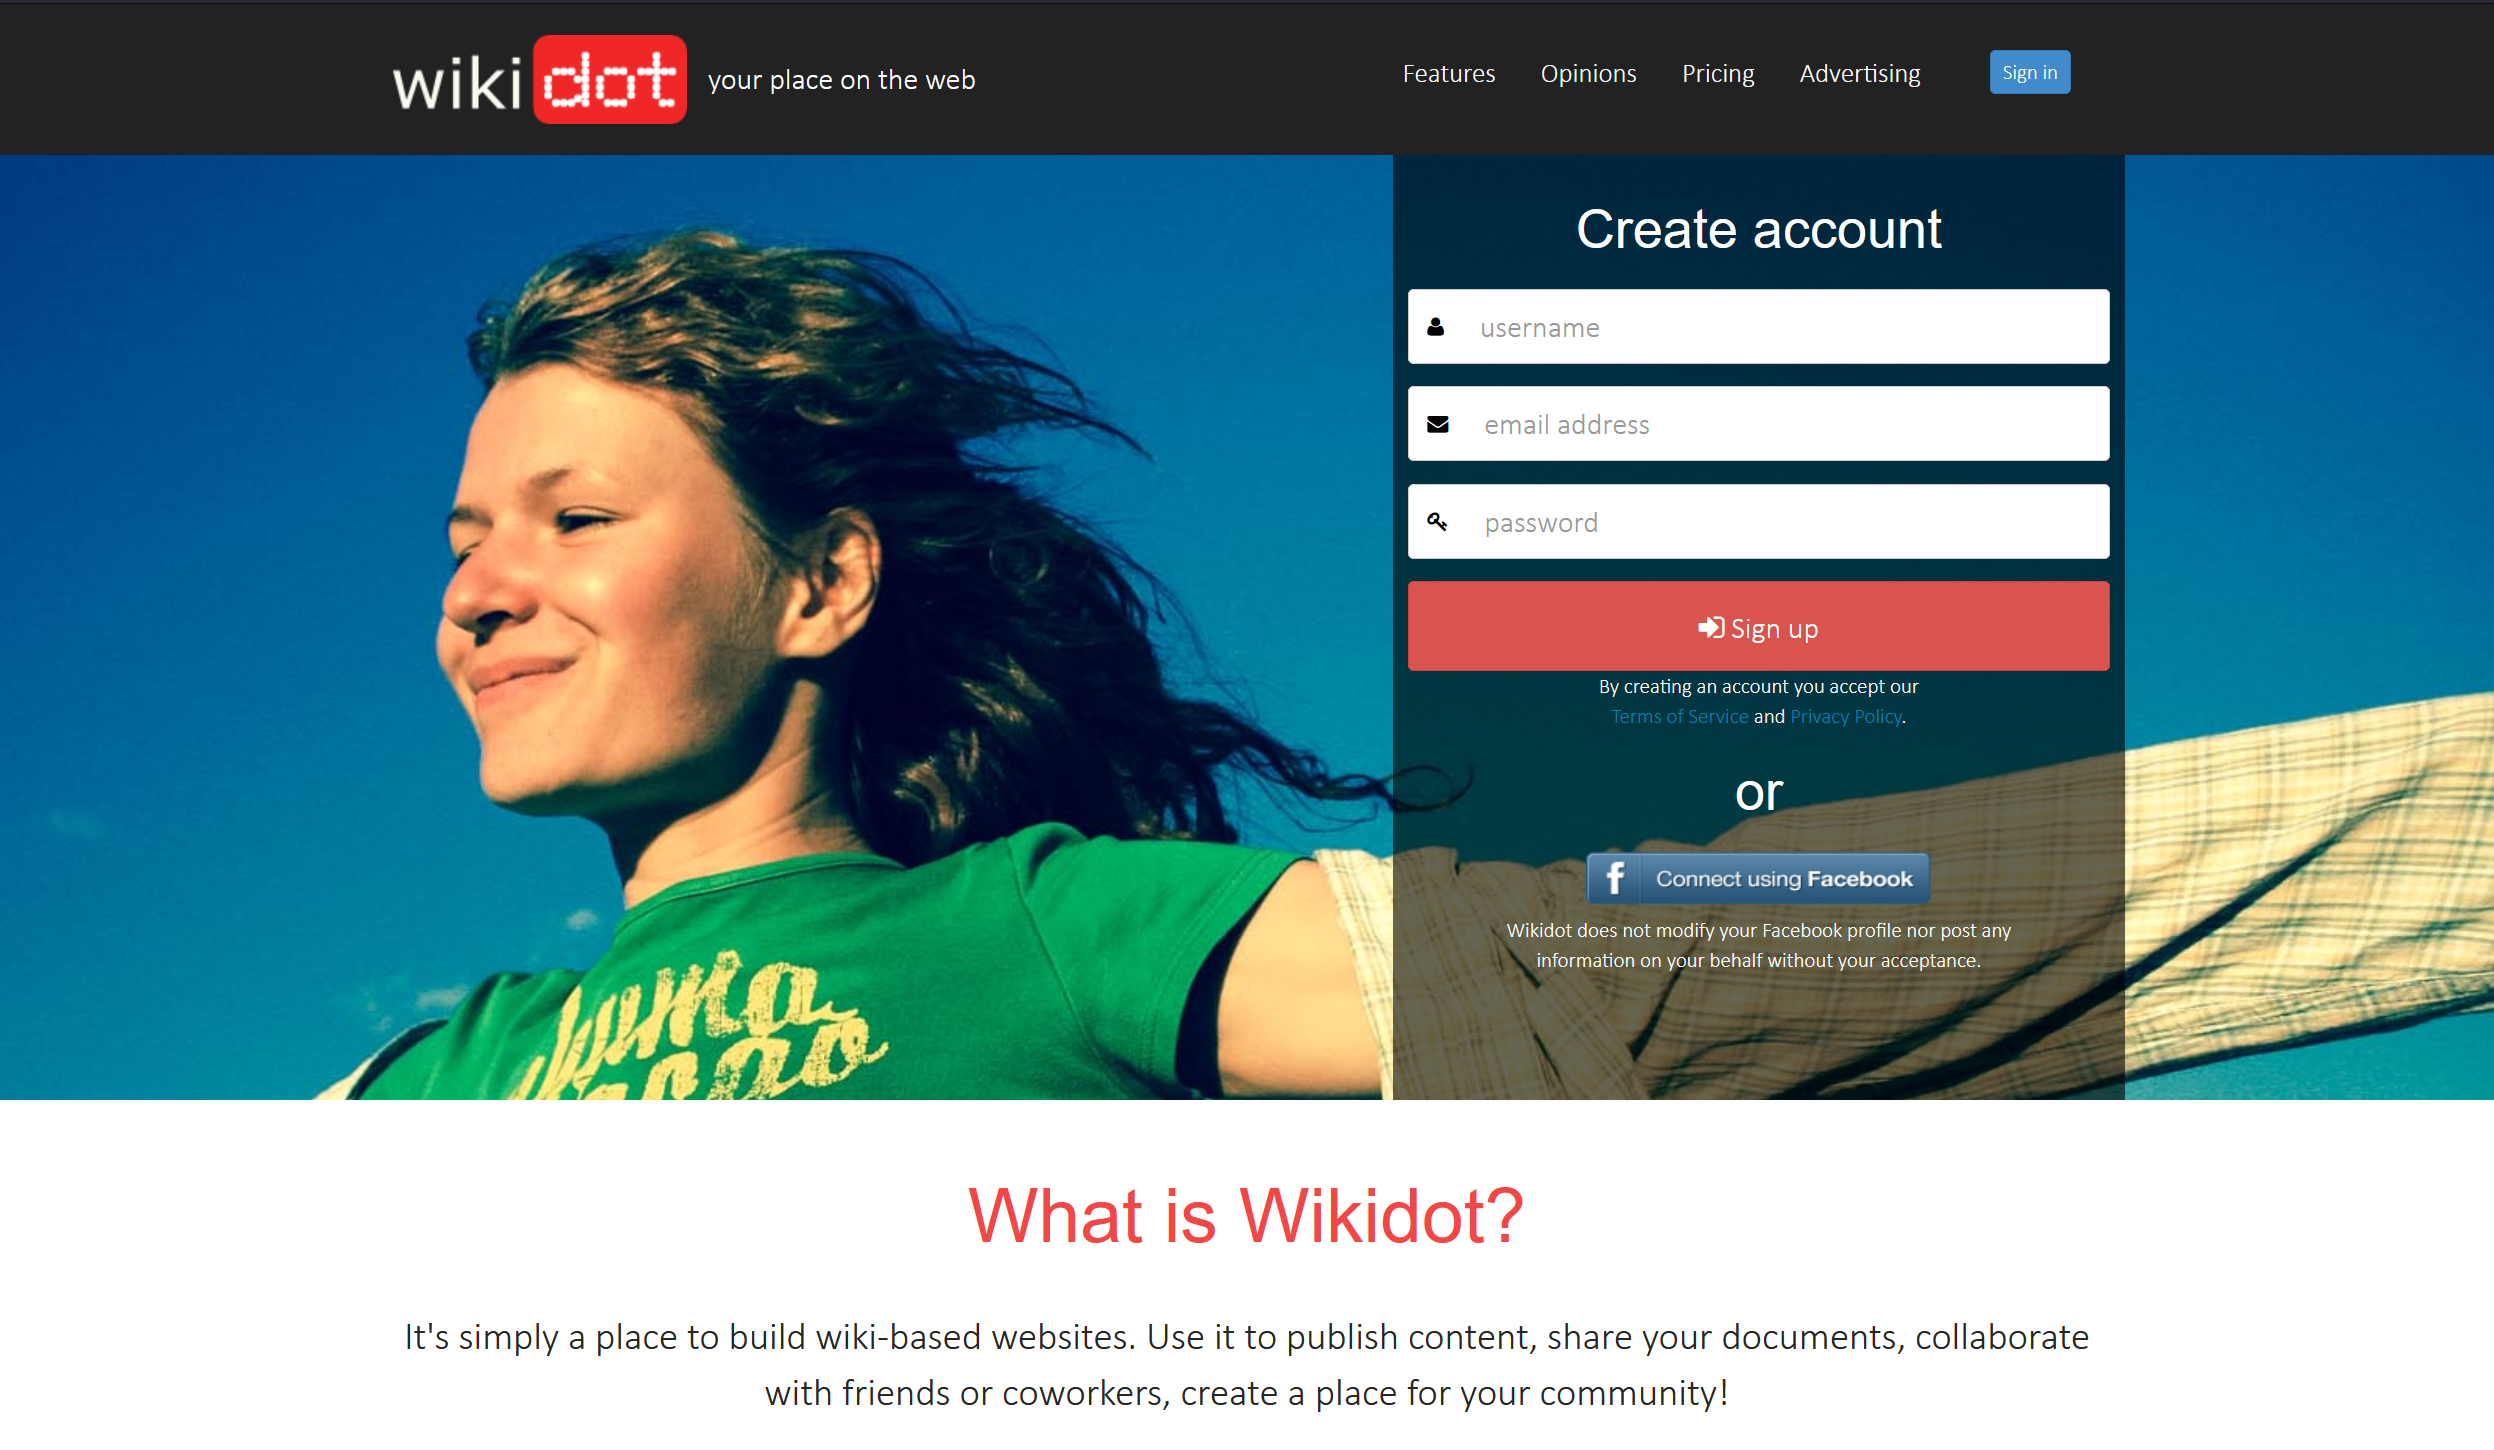 wikidot your place on the web
Features Opinions Pricing Advertising Sign in
Create account
username
email address
password
Sign up
By creating an account you accept our
Terms of Service and Privacy Policy.
or
f Connect using Facebook
Wikidot does not modify your Facebook profile nor post any
information on your behalf without your acceptance.
What is Wikidot?
It's simply a place to build wiki-based websites. Use it to publish content, share your documents, collaborate
with friends or coworkers, create a place for your community!